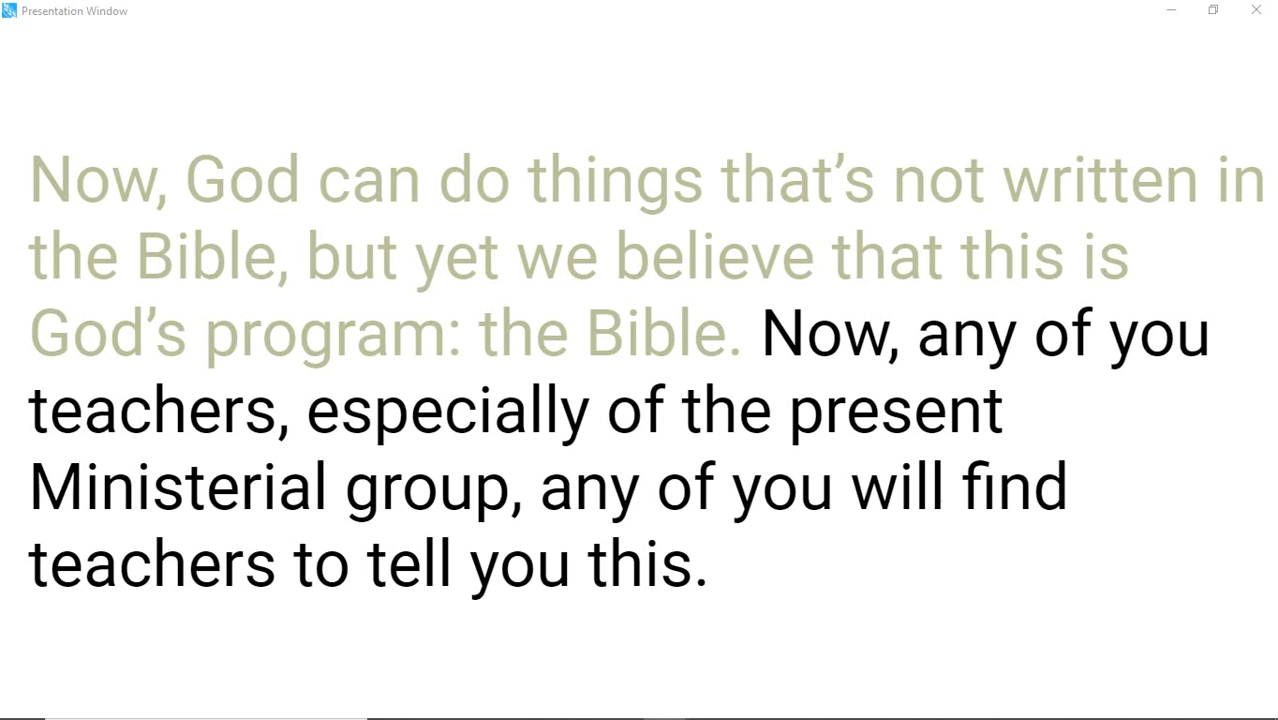 Presentation Window
Now, God can do things that’s not written in
the Bible, but yet we believe that this is
God’s program: the Bible. Now, any of you
teachers, especially of the present
Ministerial group, any of you will find
teachers to tell you this.